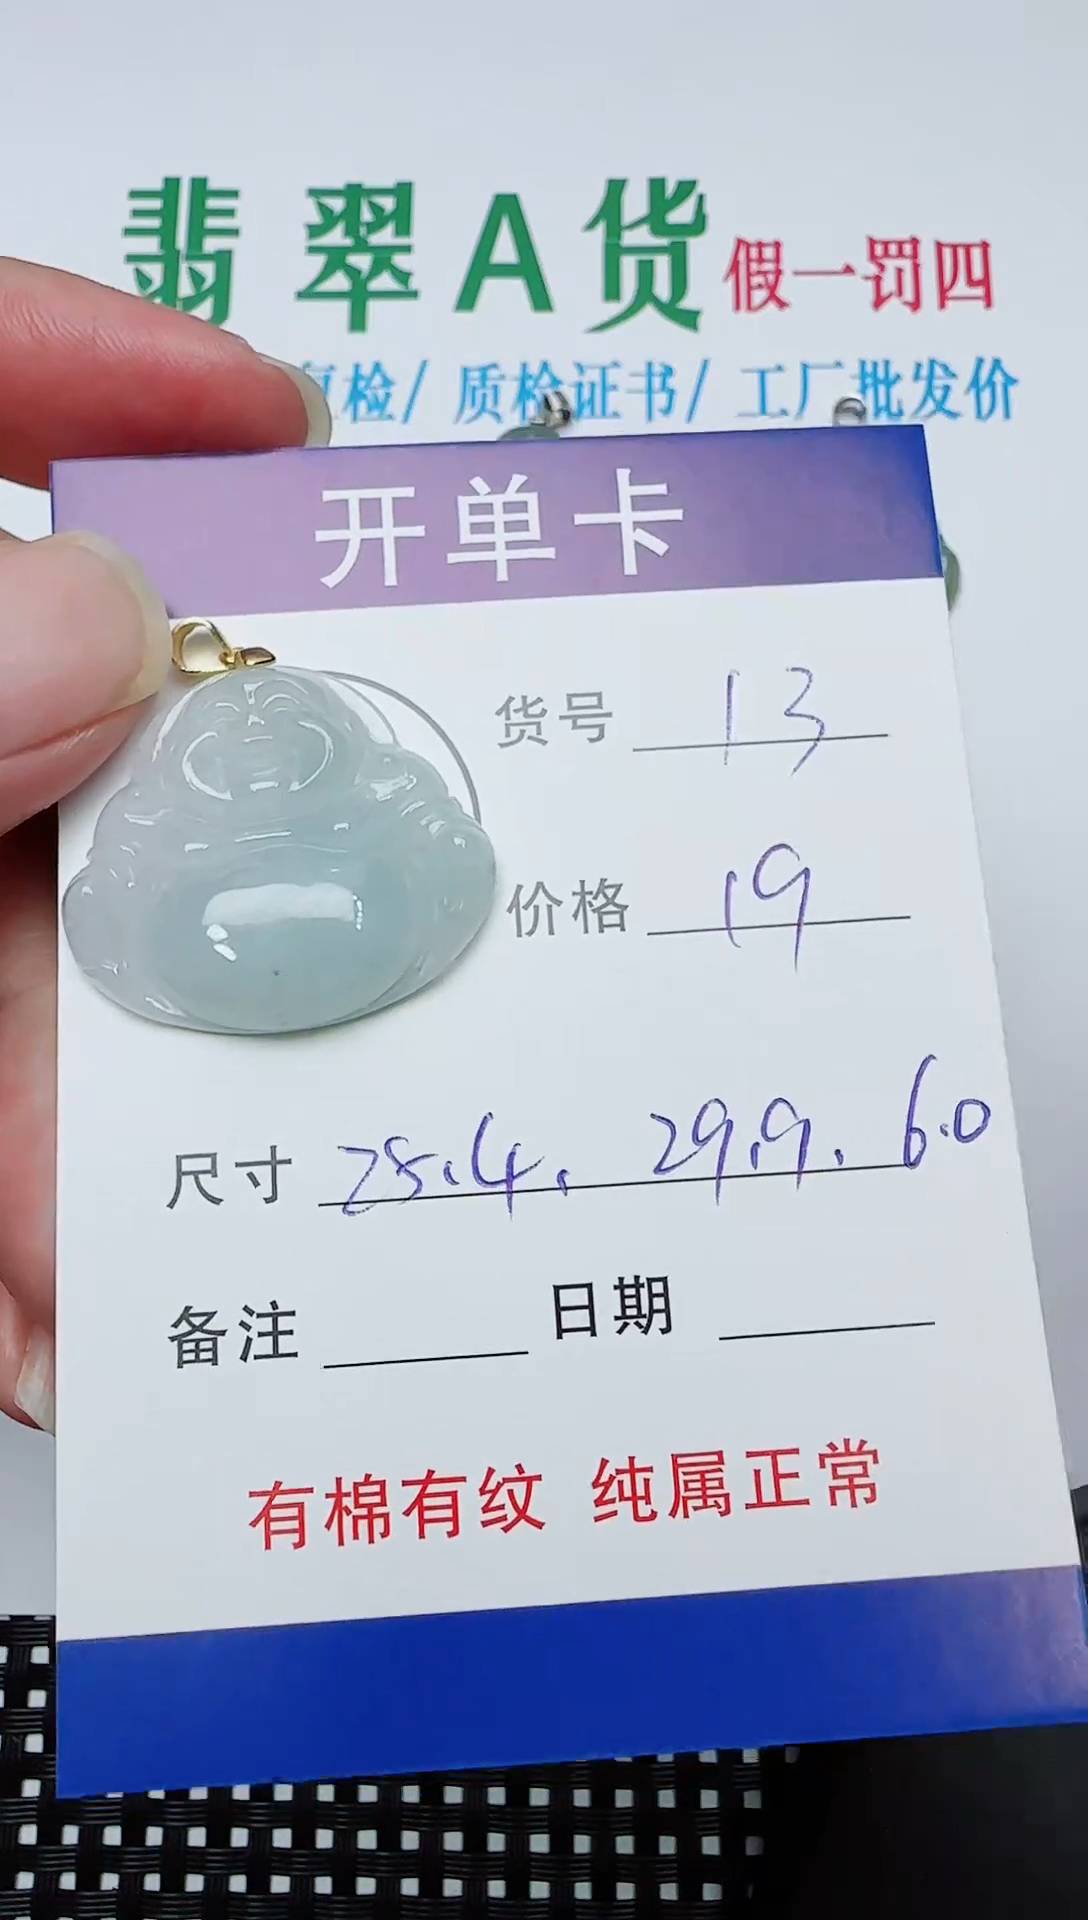 翡翠A货 假一罚四
复检/ 质检证书/ 工厂批发价
开单卡
货号 13
价格 19
尺寸 25.4、29.9、6.0
备注 日期
有棉有纹 纯属正常